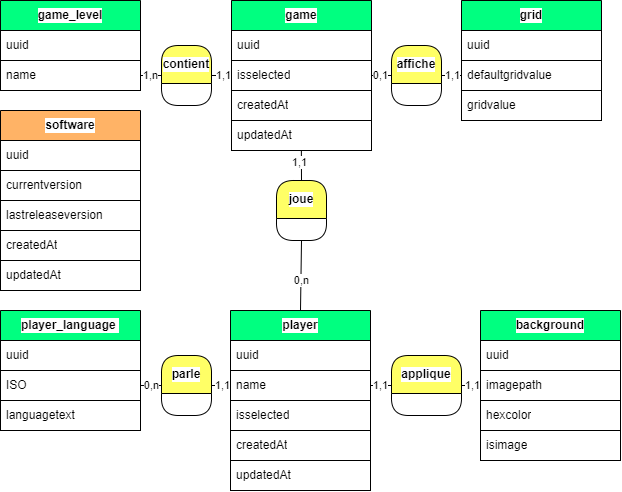 game_level
uuid
name
1,n
contient
1,1
game
uuid
isselected
createdAt
updatedAt
0,1
affiche
1,1
grid
uuid
defaultgridvalue
gridvalue
software
uuid
currentversion
lastreleaseversion
createdAt
updatedAt
1,1
joue
0,n
player_language
uuid
ISO
languagetext
0,n
parle
1,1
player
uuid
name
isselected
createdAt
updatedAt
1,1
applique
1,1
background
uuid
imagepath
hexcolor
isimage